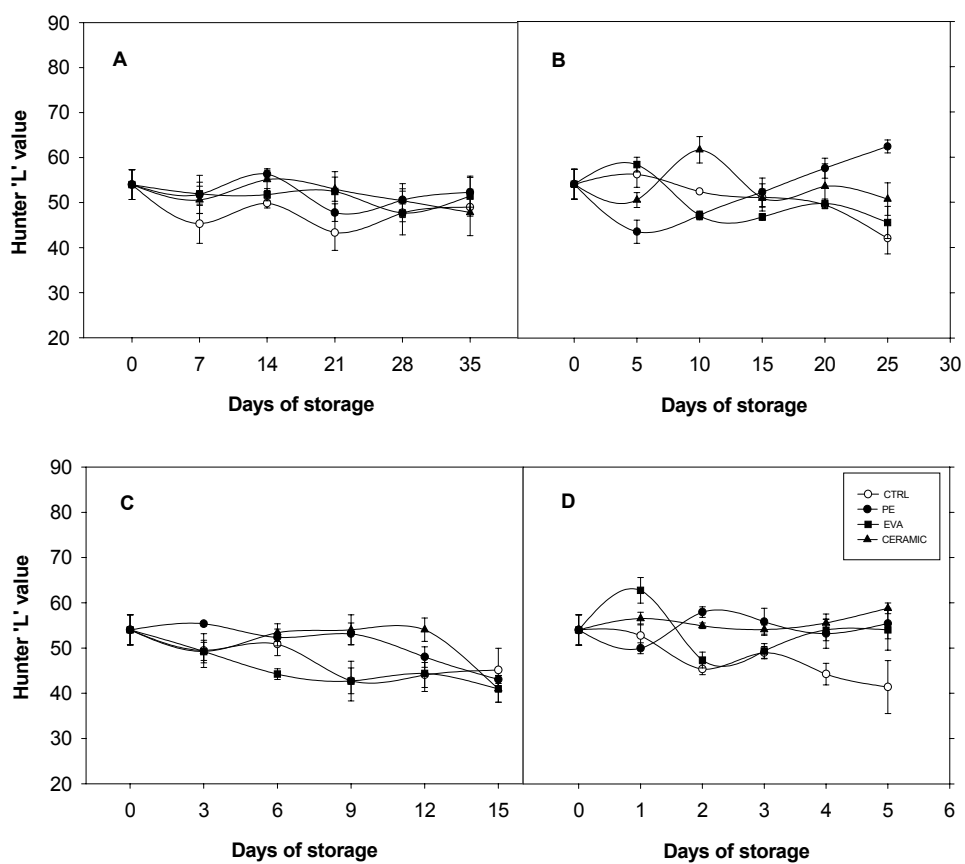 90
80
70
60
50
40
30
20
Hunter 'L' value
A
0 7 14 21 28 35
Days of storage
B
0 5 10 15 20 25 30
Days of storage
90
80
70
60
50
40
30
20
Hunter 'L' value
C
0 3 6 9 12 15
Days of storage
D
CTRL
PE
EVA
CERAMIC
0 1 2 3 4 5 6
Days of storage